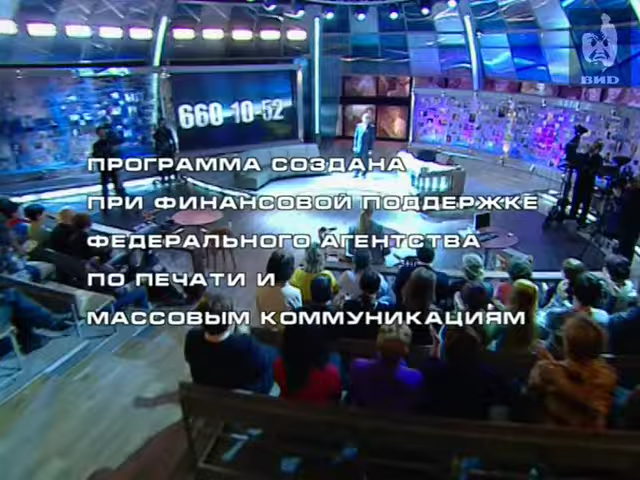 ВИD
660-10-52
ПРОГРАММА СОЗДАНА
ПРИ ФИНАНСОВОЙ ПОДДЕРЖКЕ
ФЕДЕРАЛЬНОГО АГЕНТСТВА
ПО ПЕЧАТИ И
МАССОВЫМ КОММУНИКАЦИЯМ